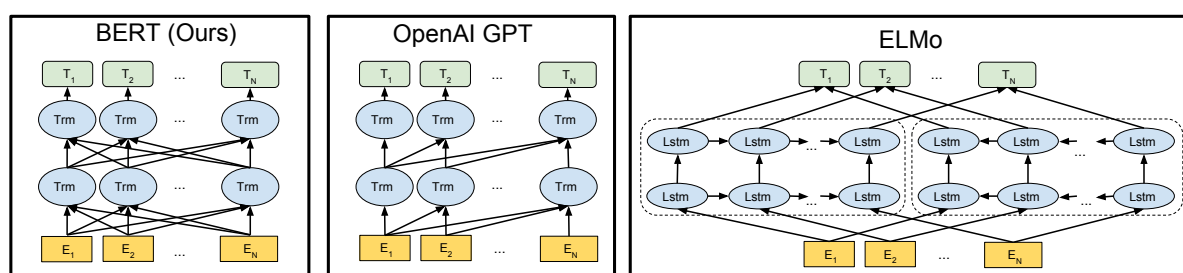 BERT (Ours)
T1 T2 ... TN
Trm Trm ... Trm
Trm Trm ... Trm
E1 E2 ... EN
OpenAI GPT
T1 T2 ... TN
Trm Trm ... Trm
Trm Trm ... Trm
E1 E2 ... EN
ELMo
T1 T2 ... TN
Lstm Lstm ... Lstm Lstm Lstm ... Lstm
Lstm Lstm ... Lstm Lstm Lstm ... Lstm
E1 E2 ... EN